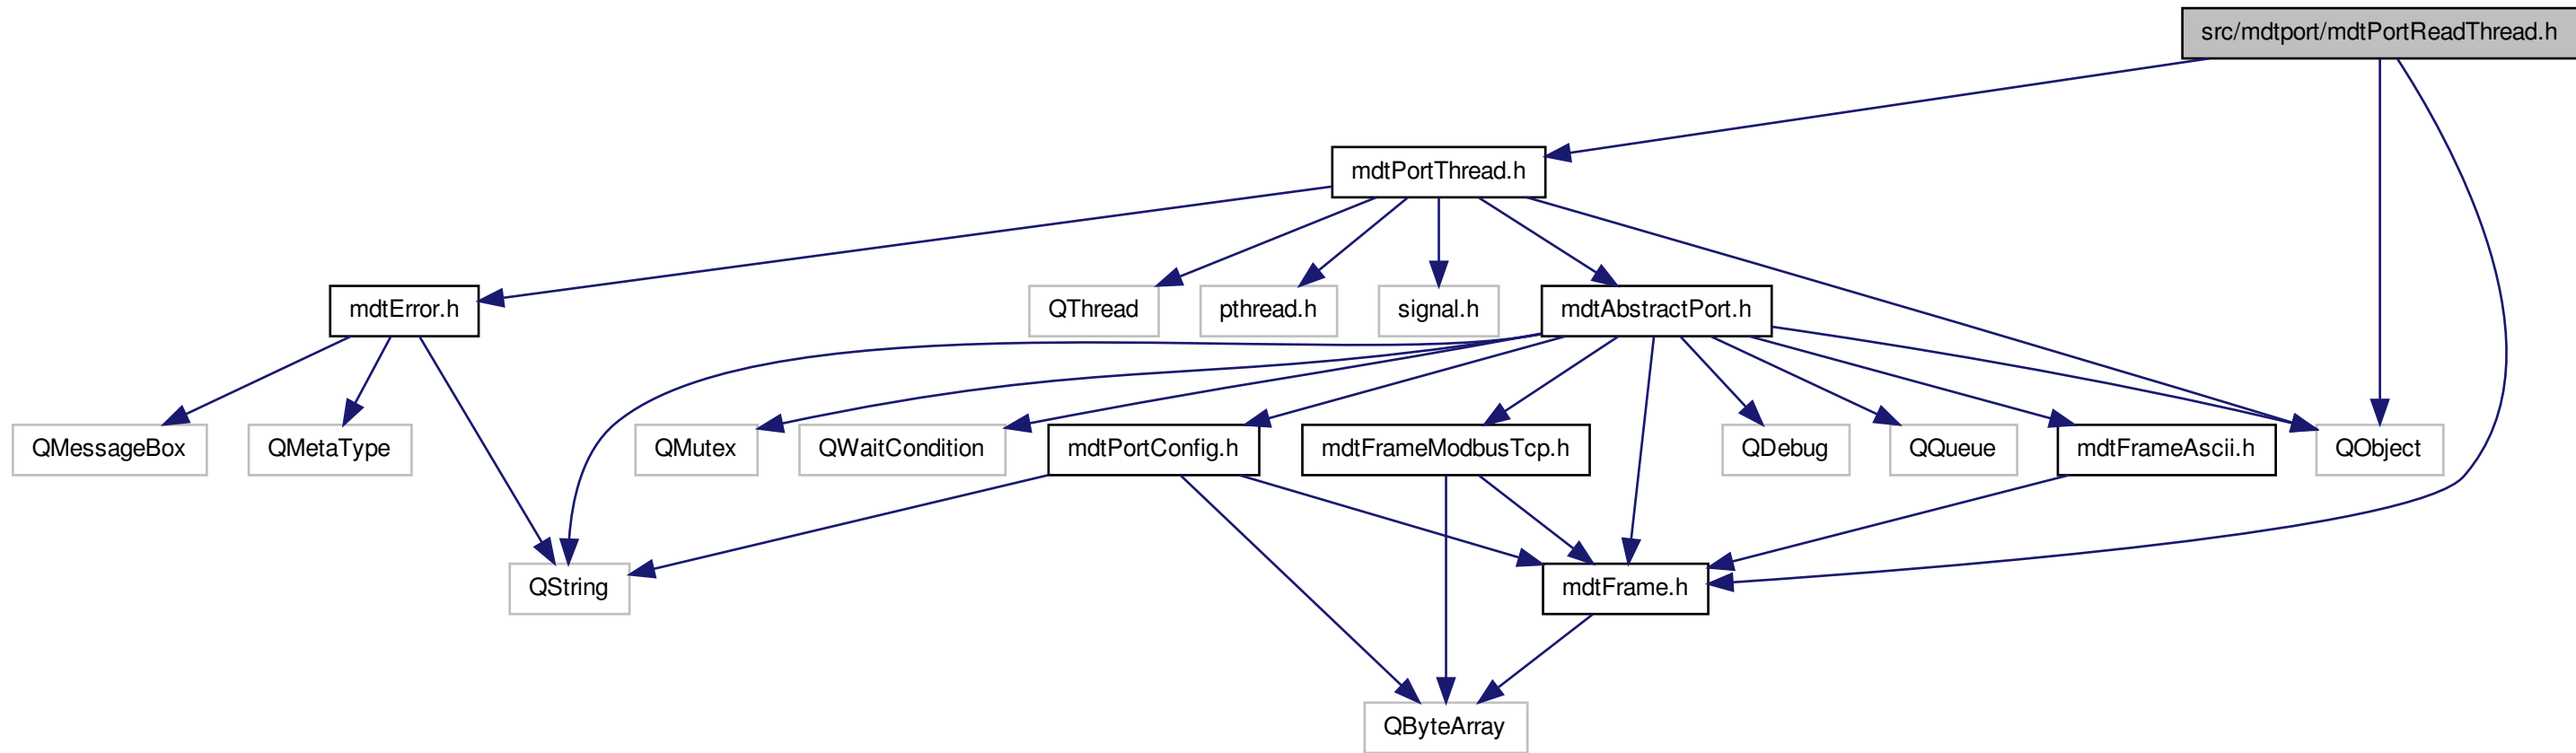 src/mdtport/mdtPortReadThread.h
mdtPortThread.h
mdtError.h
QThread
pthread.h
signal.h
mdtAbstractPort.h
QMessageBox
QMetaType
QMutex
QWaitCondition
mdtPortConfig.h
mdtFrameModbusTcp.h
QDebug
QQueue
mdtFrameAscii.h
QObject
QString
mdtFrame.h
QByteArray